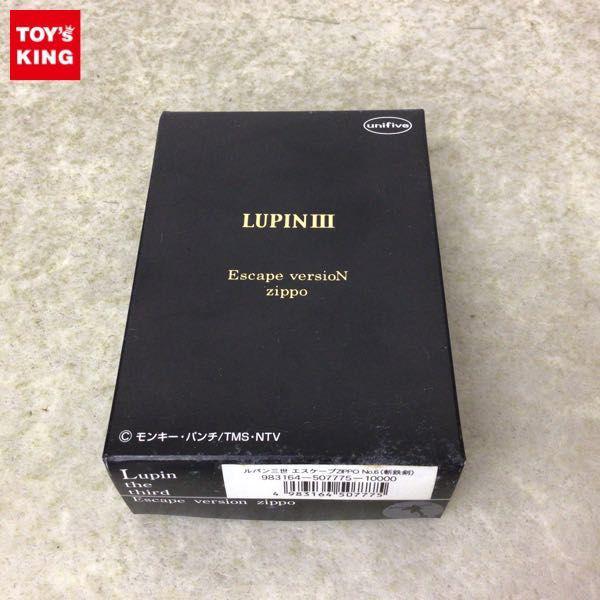 TOY's
KING
unifive
LUPIN III
Escape versioN
zippo
© モンキー・パンチ/TMS・NTV
Lupin
the
third
Escape version zippo
ルパン三世 エスケープZIPPO No.6(斬鉄剣)
983164-507775-10000
4 983164 507775